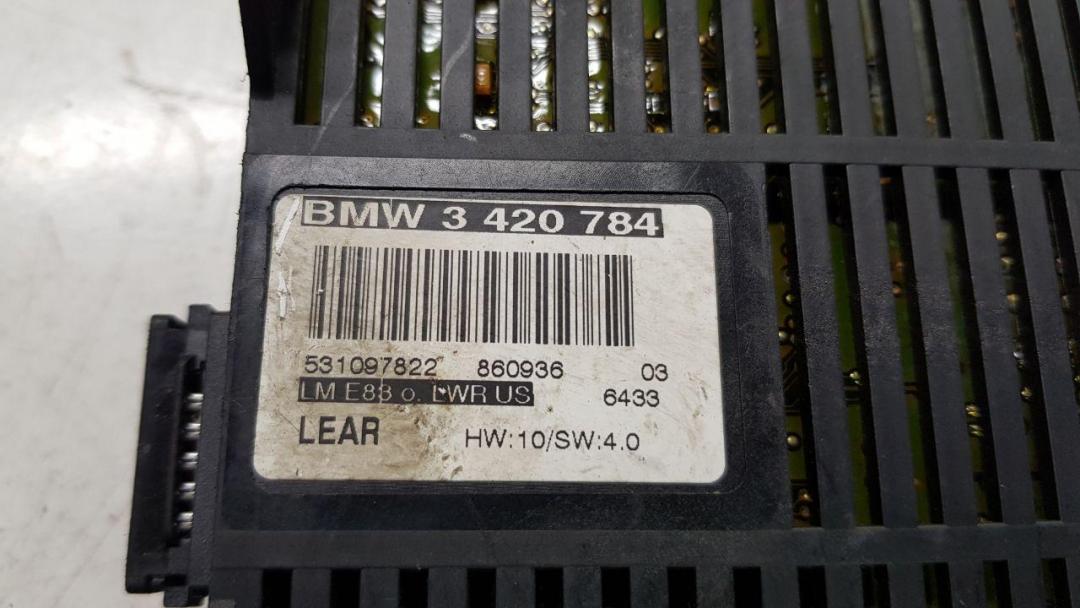 BMW 3 420 784
531097822 860936 03
LM E83 o. LWR US 6433
LEAR HW:10/SW:4.0